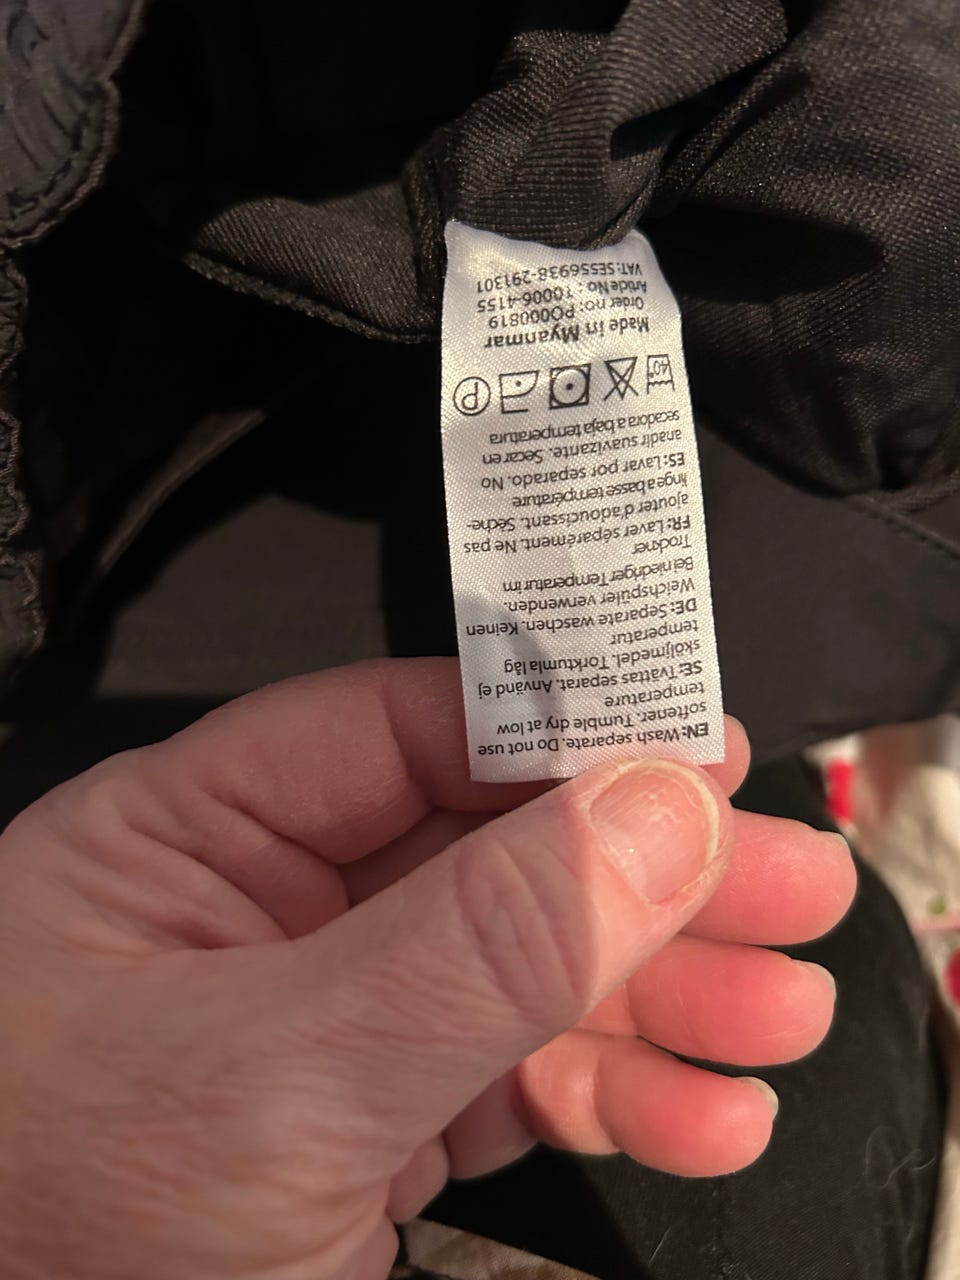 EN: Wash separate. Do not use
softener. Tumble dry at low
temperature
SE: Tvättas separat. Använd ej
sköljmedel. Torktumla låg
temperatur
DE: Separate waschen. Keinen
Weichspüler verwenden.
Bei niedriger Temperatur im
Trockner
FR: Laver séparément. Ne pas
ajouter d'adoucissant. Sèche-
linge a basse température
ES: Lavar por separado. No
anadir suavizante. Secar en
secadora a baja temperatura
40° P
Made in Myanmar
Order no: PO000819
Article No: 10006-4155
VAT: SE556938-291301